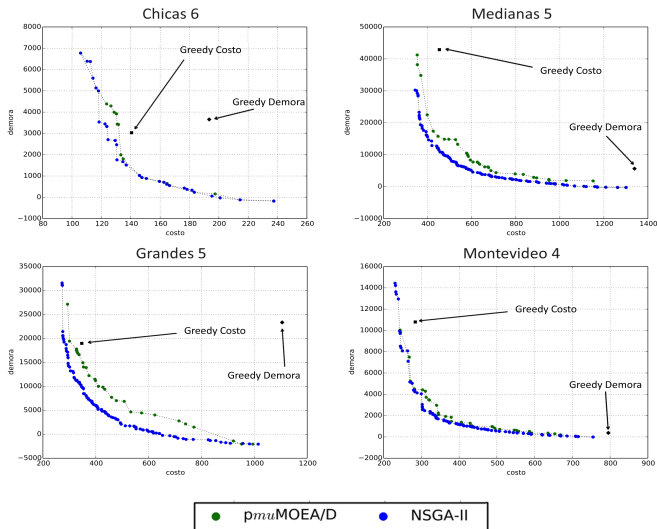 Chicas 6
8000
7000
6000
5000
4000
3000
2000
1000
0
−1000
demora
80 100 120 140 160 180 200 220 240 260
costo
Greedy Costo
Greedy Demora
Medianas 5
50000
40000
30000
20000
10000
0
−10000
demora
200 400 600 800 1000 1200 1400
costo
Greedy Costo
Greedy Demora
Grandes 5
35000
30000
25000
20000
15000
10000
5000
0
−5000
demora
200 400 600 800 1000 1200
costo
Greedy Costo
Greedy Demora
Montevideo 4
16000
14000
12000
10000
8000
6000
4000
2000
0
−2000
demora
200 300 400 500 600 700 800 900
costo
Greedy Costo
Greedy Demora
pmuMOEA/D NSGA-II